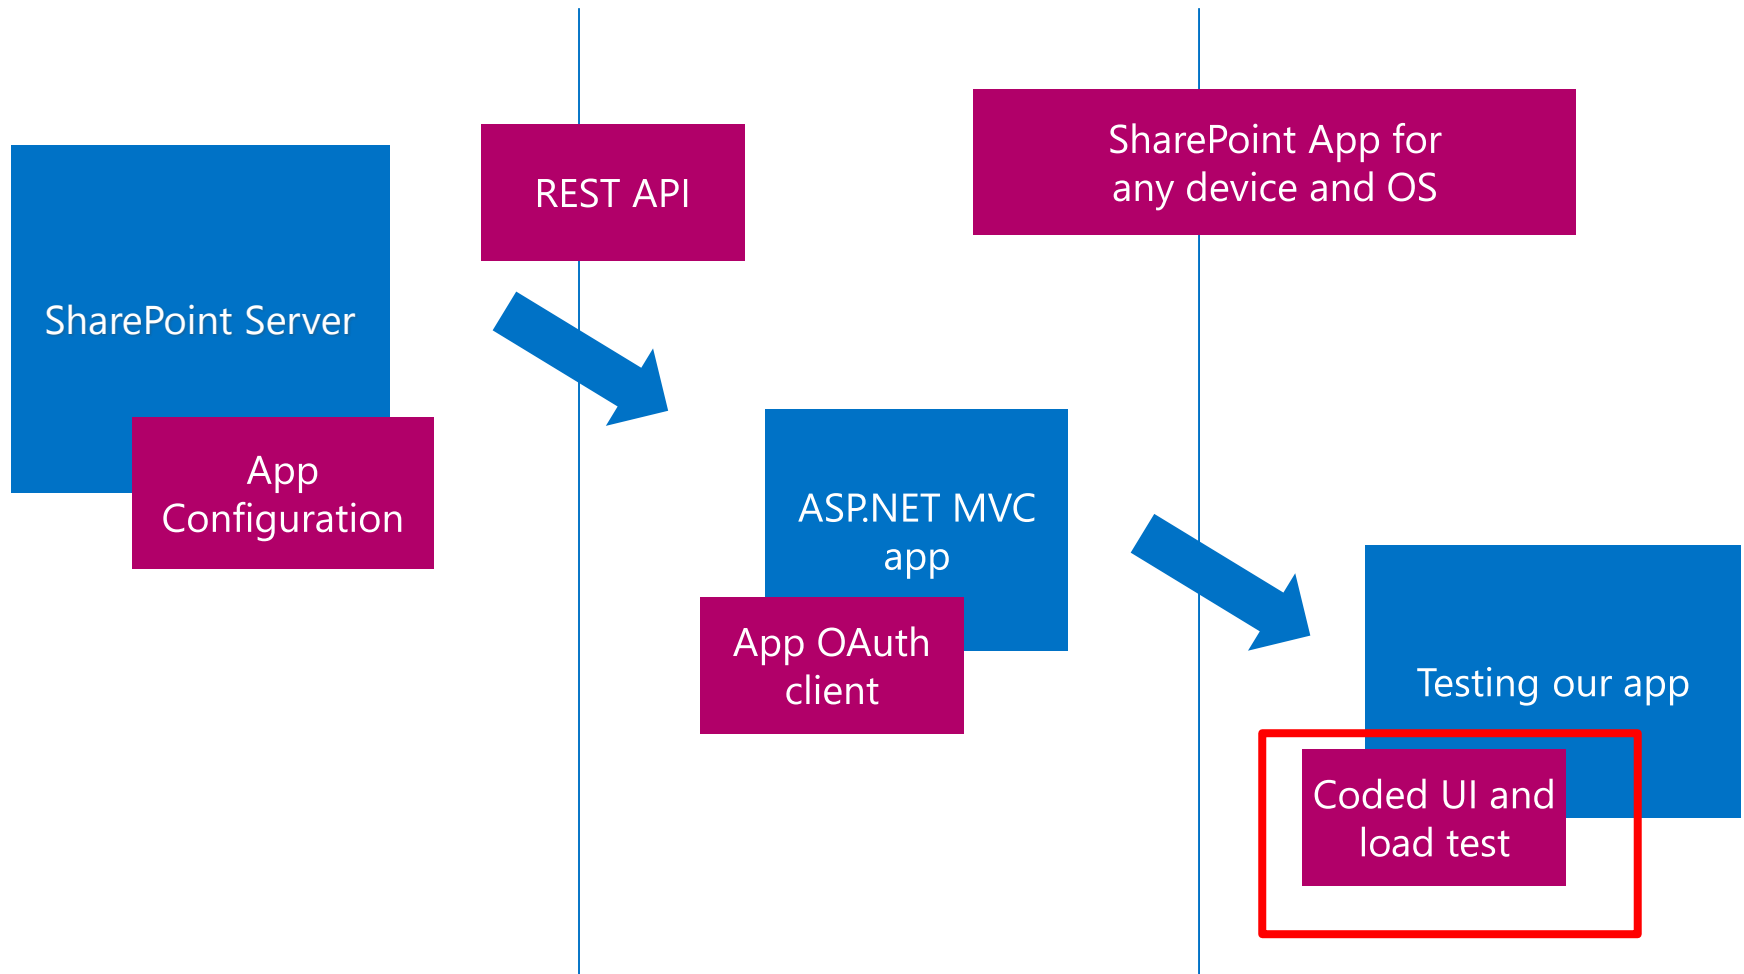 SharePoint Server
App
Configuration
REST API
ASP.NET MVC
app
App OAuth
client
SharePoint App for
any device and OS
Testing our app
Coded UI and
load test